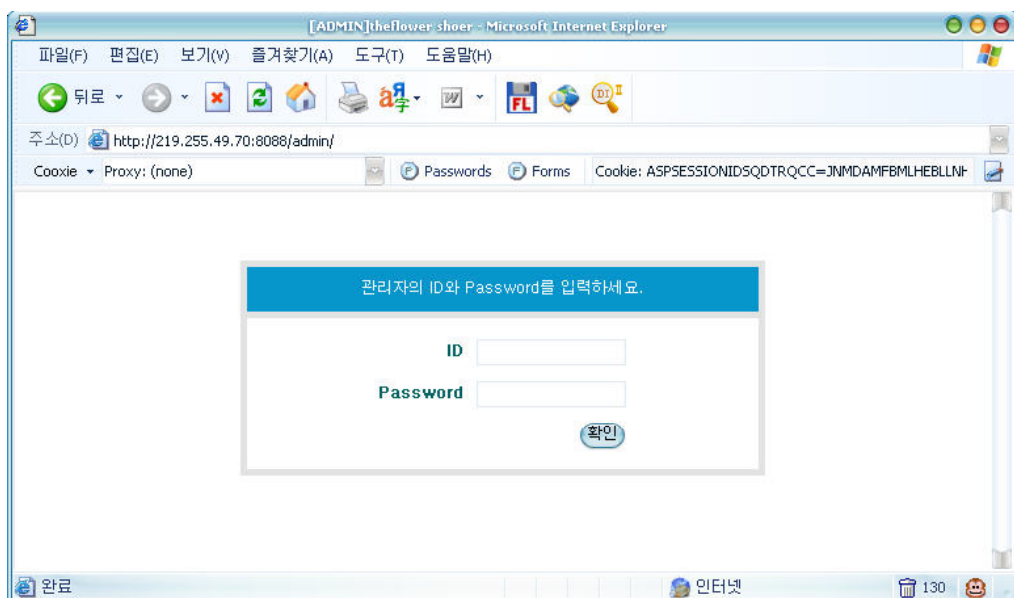 [ADMIN]theflower shoer - Microsoft Internet Explorer
파일(F) 편집(E) 보기(V) 즐겨찾기(A) 도구(T) 도움말(H)
뒤로
FL
주소(D) http://219.255.49.70:8088/admin/
Cooxie Proxy: (none) Passwords Forms Cookie: ASPSESSIONIDSQDTRQCC=JNMDAMFBMLHEBLLNH
관리자의 ID와 Password를 입력하세요.
ID
Password
확인
완료 인터넷 130